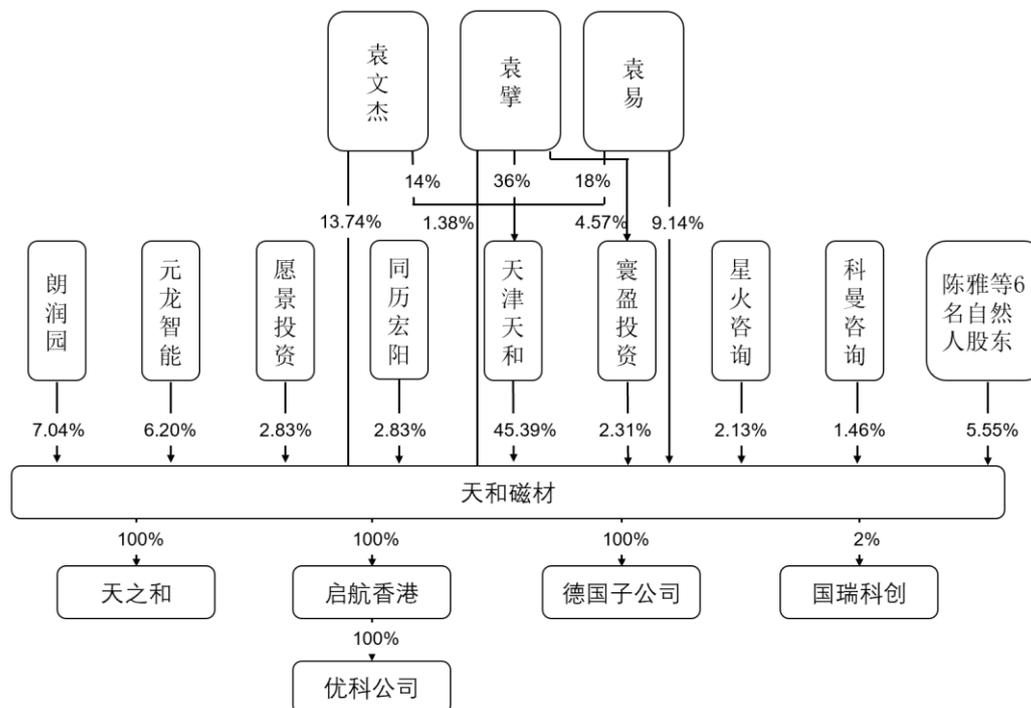 袁文杰
袁擘
袁易
14%
36%
18%
13.74%
1.38%
4.57%
9.14%
朗润园
元龙智能
愿景投资
同历宏阳
天津天和
寰盈投资
星火咨询
科曼咨询
陈雅等6
名自然
人股东
7.04%
6.20%
2.83%
2.83%
45.39%
2.31%
2.13%
1.46%
5.55%
天和磁材
100%
100%
100%
2%
天之和
启航香港
德国子公司
国瑞科创
100%
优科公司